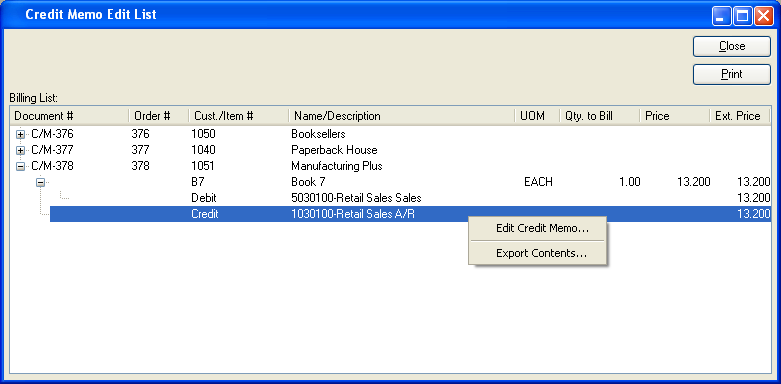 Credit Memo Edit List
Close
Print
Billing List:
Document # Order # Cust./Item # Name/Description UOM Qty. to Bill Price Ext. Price
C/M-376 376 1050 Booksellers
C/M-377 377 1040 Paperback House
C/M-378 378 1051 Manufacturing Plus
B7 Book 7 EACH 1.00 13.200 13.200
Debit 5030100-Retail Sales Sales 13.200
Credit 1030100-Retail Sales A/R 13.200
Edit Credit Memo...
Export Contents...